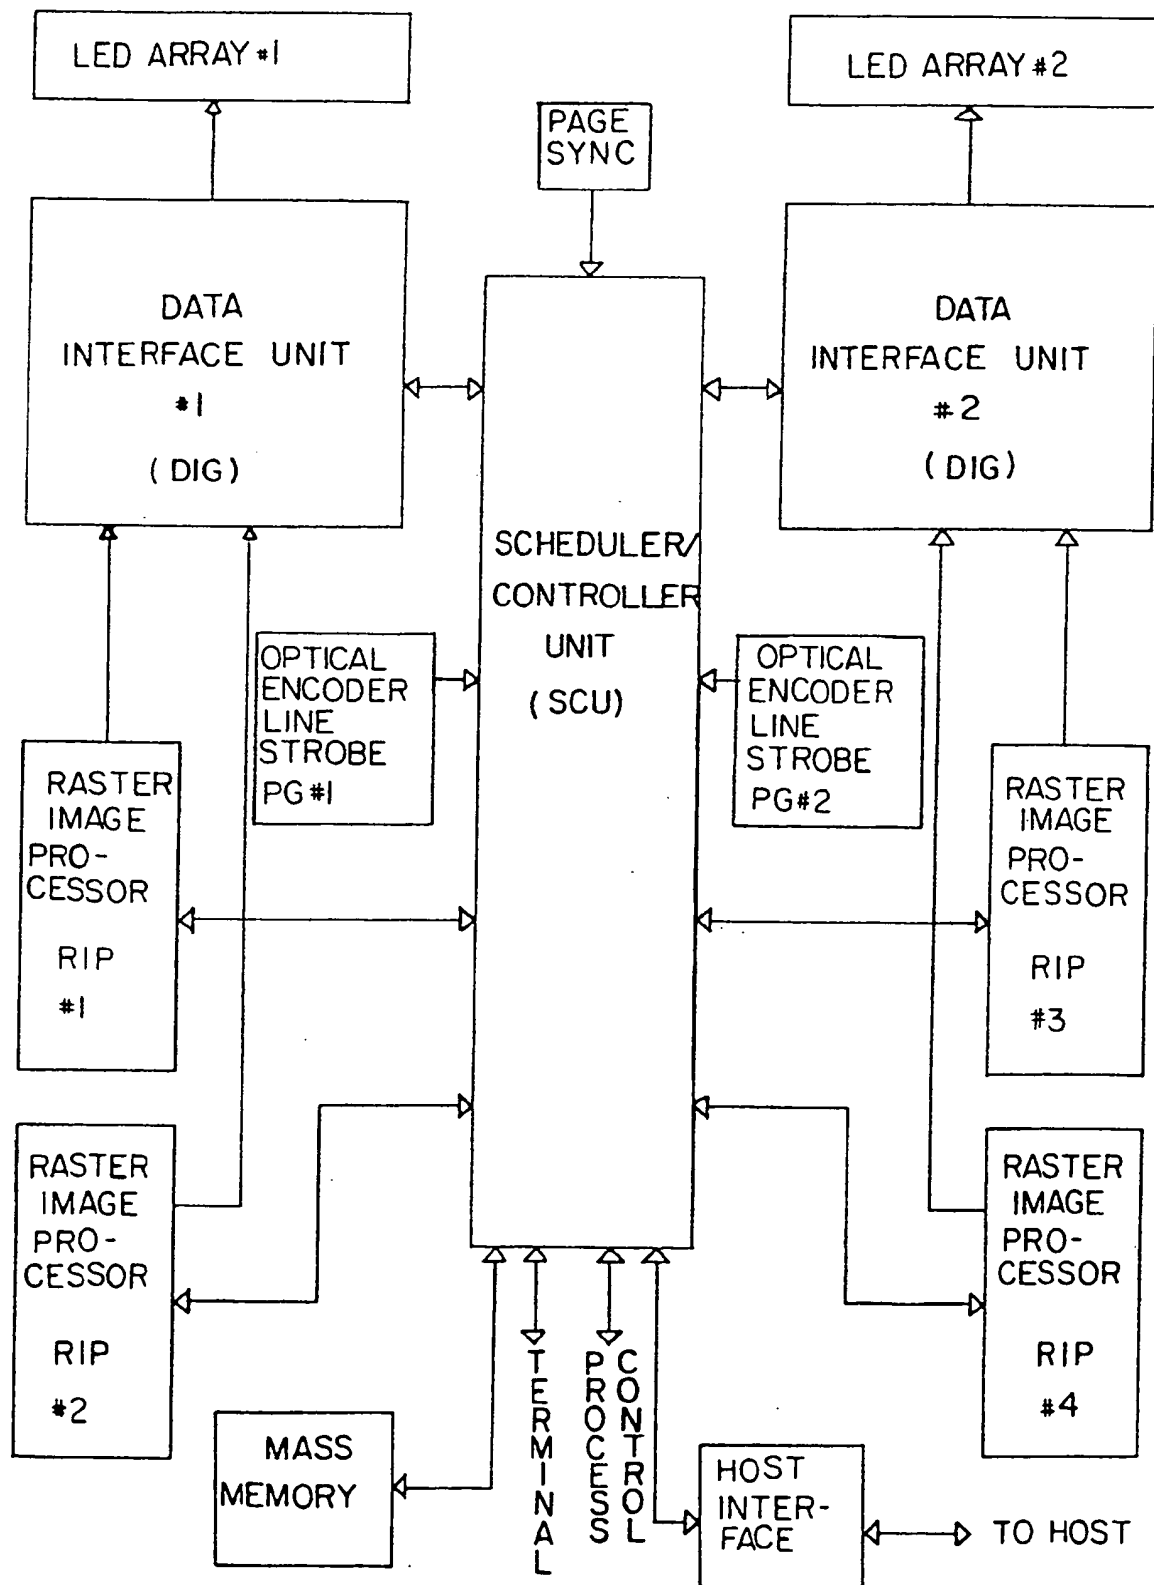 LED ARRAY #1
LED ARRAY #2
PAGE
SYNC
DATA
INTERFACE UNIT
#1
(DIG)
DATA
INTERFACE UNIT
#2
(DIG)
SCHEDULER/
CONTROLLER
UNIT
(SCU)
OPTICAL
ENCODER
LINE
STROBE
PG#1
OPTICAL
ENCODER
LINE
STROBE
PG#2
RASTER
IMAGE
PRO-
CESSOR
RIP
#1
RASTER
IMAGE
PRO-
CESSOR
RIP
#3
RASTER
IMAGE
PRO-
CESSOR
RIP
#2
RASTER
IMAGE
PRO-
CESSOR
RIP
#4
TERMINAL
PROCESS
CONTROL
MASS
MEMORY
HOST
INTER-
FACE
TO HOST